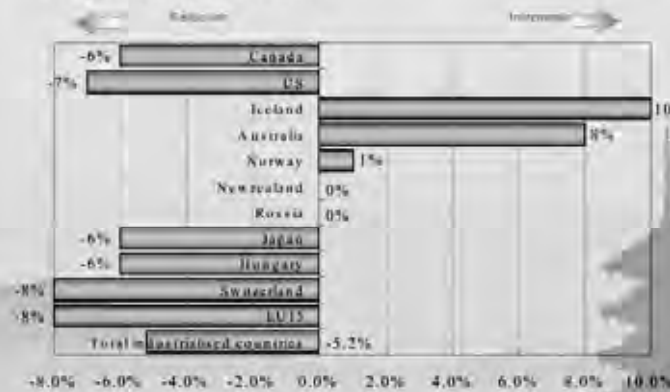 Reduction Increment
-6% Canada
-7% US
Iceland 10
Australia 8%
Norway 1%
Newzealand 0%
Russia 0%
-6% Japan
-6% Hungary
-8% Switzerland
-8% EU15
Total industrialised countries -5.2%
-8.0% -6.0% -4.0% -2.0% 0.0% 2.0% 4.0% 6.0% 8.0% 10.0%